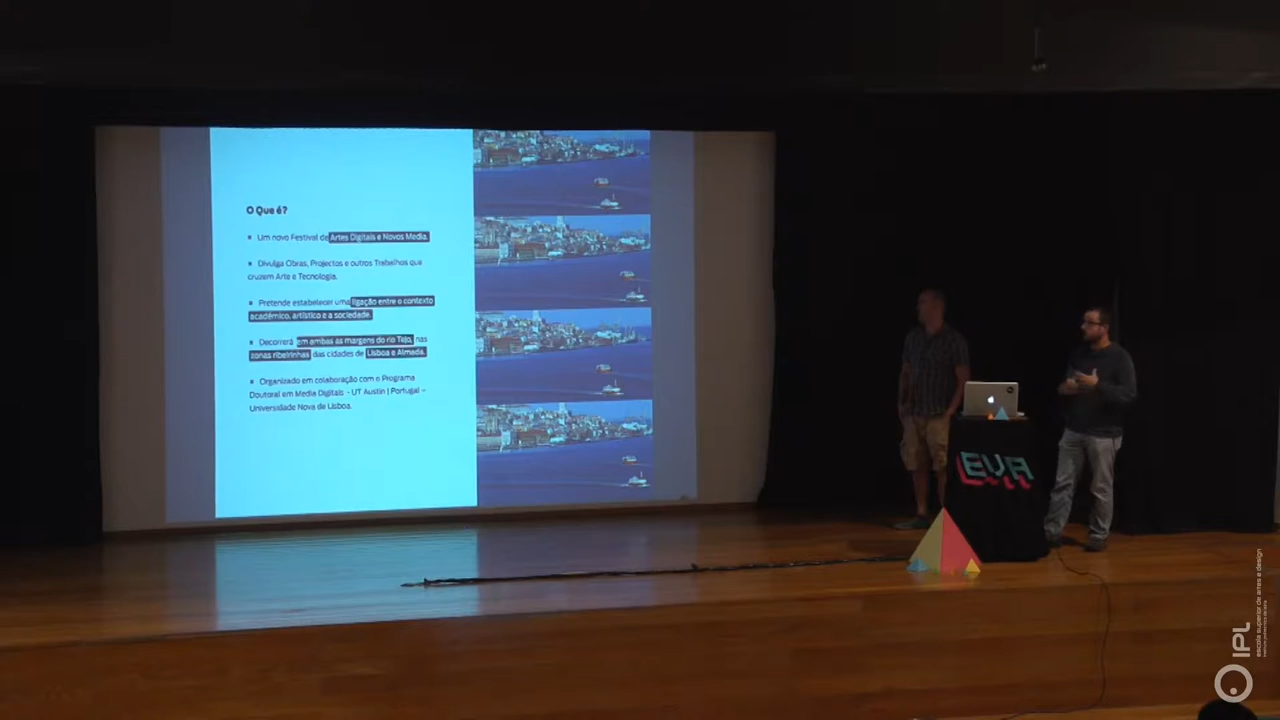 O Que é?
Um novo Festival de Artes Digitais e Novos Media.
Divulga Obras, Projectos e outros Trabalhos que
cruzem Arte e Tecnologia.
Pretende estabelecer uma ligação entre o contexto
académico, artístico e a sociedade.
Decorrerá em ambas as margens do rio Tejo, nas
zonas ribeirinhas das cidades de Lisboa e Almada.
Organizado em colaboração com o Programa
Doutoral em Media Digitais - UT Austin | Portugal –
Universidade Nova de Lisboa.
EVA
IPL
escola superior de artes e design